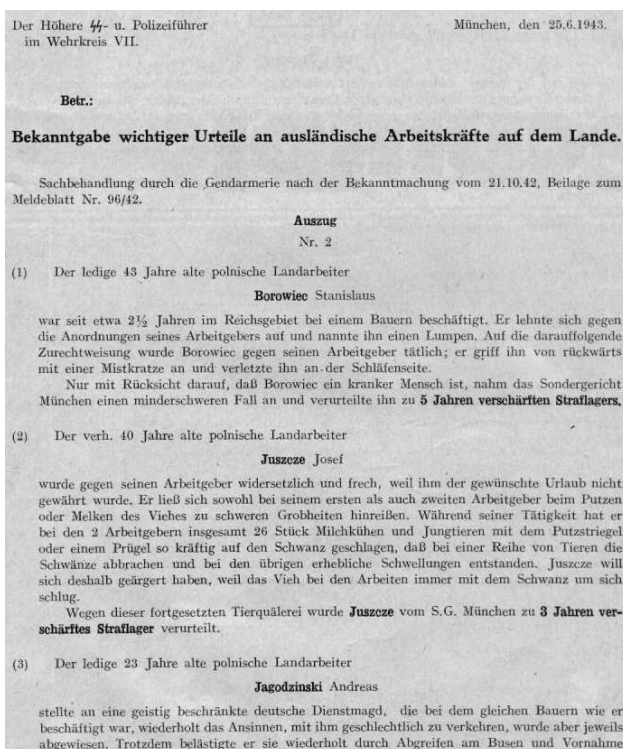 Der Höhere ᛋᛋ- u. Polizeiführer
im Wehrkreis VII.
München, den 25.6.1943.
Betr.:
Bekanntgabe wichtiger Urteile an ausländische Arbeitskräfte auf dem Lande.
Sachbehandlung durch die Gendarmerie nach der Bekanntmachung vom 21.10.42, Beilage zum
Meldeblatt Nr. 96/42.
Auszug
Nr. 2
(1) Der ledige 43 Jahre alte polnische Landarbeiter
Borowiec Stanislaus
war seit etwa 2½ Jahren im Reichsgebiet bei einem Bauern beschäftigt. Er lehnte sich gegen
die Anordnungen seines Arbeitgebers auf und nannte ihn einen Lumpen. Auf die darauffolgende
Zurechtweisung wurde Borowiec gegen seinen Arbeitgeber tätlich; er griff ihn von rückwärts
mit einer Mistkratze an und verletzte ihn an der Schläfenseite.
Nur mit Rücksicht darauf, daß Borowiec ein kranker Mensch ist, nahm das Sondergericht
München einen minderschweren Fall an und verurteilte ihn zu 5 Jahren verschärften Straflagers.
(2) Der verh. 40 Jahre alte polnische Landarbeiter
Juszcze Josef
wurde gegen seinen Arbeitgeber widersetzlich und frech, weil ihm der gewünschte Urlaub nicht
gewährt wurde. Er ließ sich sowohl bei seinem ersten als auch zweiten Arbeitgeber beim Putzen
oder Melken des Viehes zu schweren Grobheiten hinreißen. Während seiner Tätigkeit hat er
bei den 2 Arbeitgebern insgesamt 26 Stück Milchkühen und Jungtieren mit dem Putzstriegel
oder einem Prügel so kräftig auf den Schwanz geschlagen, daß bei einer Reihe von Tieren die
Schwänze abbrachen und bei den übrigen erhebliche Schwellungen entstanden. Juszcze will
sich deshalb geärgert haben, weil das Vieh bei den Arbeiten immer mit dem Schwanz um sich
schlug.
Wegen dieser fortgesetzten Tierquälerei wurde Juszcze vom S.G. München zu 3 Jahren ver-
schärftes Straflager verurteilt.
(3) Der ledige 23 Jahre alte polnische Landarbeiter
Jagodzinski Andreas
stellte an eine geistig beschränkte deutsche Dienstmagd, die bei dem gleichen Bauern wie er
beschäftigt war, wiederholt das Ansinnen, mit ihm geschlechtlich zu verkehren, wurde aber jeweils
abgewiesen. Trotzdem belästigte er sie wiederholt durch Abgreifen am Busen und Vornahme